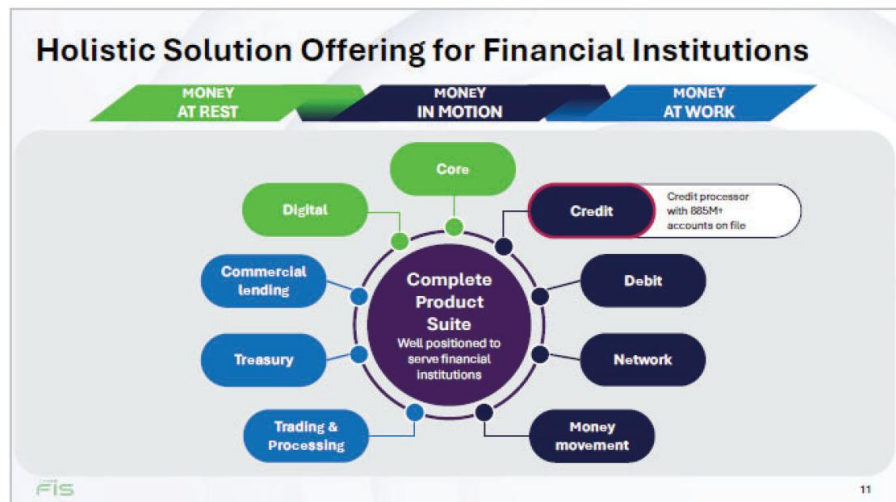 Holistic Solution Offering for Financial Institutions
MONEY
AT REST
MONEY
IN MOTION
MONEY
AT WORK
Core
Digital
Credit
Credit processor
with 885M+
accounts on file
Commercial
lending
Debit
Complete
Product
Suite
Well positioned to
serve financial
institutions
Treasury
Network
Trading &
Processing
Money
movement
FIS
11